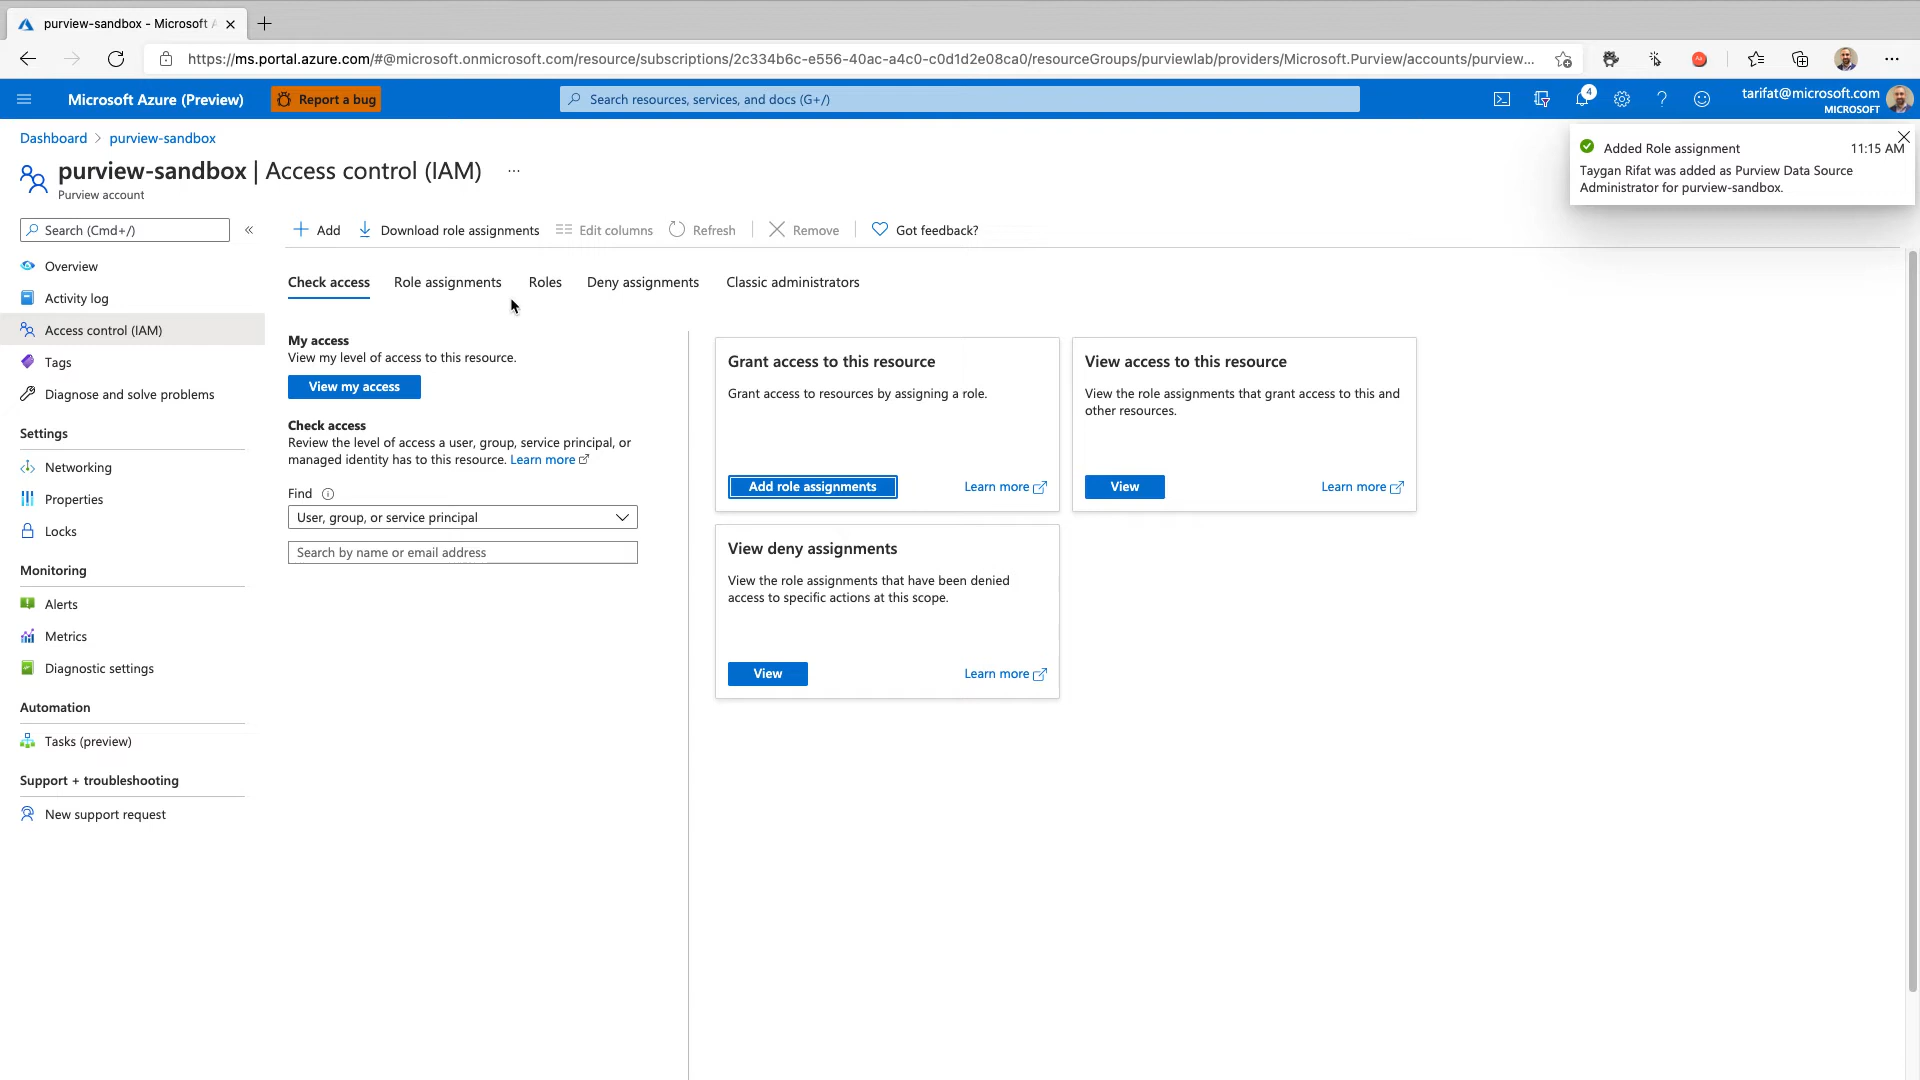 purview-sandbox - Microsoft A
https://ms.portal.azure.com/#@microsoft.onmicrosoft.com/resource/subscriptions/2c334b6c-e556-40ac-a4c0-c0d1d2e08ca0/resourceGroups/purviewlab/providers/Microsoft.Purview/accounts/purview...
Microsoft Azure (Preview)
Report a bug
Search resources, services, and docs (G+/)
4
tarifat@microsoft.com
MICROSOFT
Dashboard > purview-sandbox
purview-sandbox | Access control (IAM) ...
Purview account
Added Role assignment 11:15 AM
Taygan Rifat was added as Purview Data Source
Administrator for purview-sandbox.
Search (Cmd+/) «
Overview
Activity log
Access control (IAM)
Tags
Diagnose and solve problems
Settings
Networking
Properties
Locks
Monitoring
Alerts
Metrics
Diagnostic settings
Automation
Tasks (preview)
Support + troubleshooting
New support request
Add Download role assignments Edit columns Refresh Remove Got feedback?
Check access Role assignments Roles Deny assignments Classic administrators
My access
View my level of access to this resource.
View my access
Check access
Review the level of access a user, group, service principal, or
managed identity has to this resource. Learn more
Find
User, group, or service principal
Search by name or email address
Grant access to this resource
Grant access to resources by assigning a role.
Add role assignments Learn more
View access to this resource
View the role assignments that grant access to this and
other resources.
View Learn more
View deny assignments
View the role assignments that have been denied
access to specific actions at this scope.
View Learn more